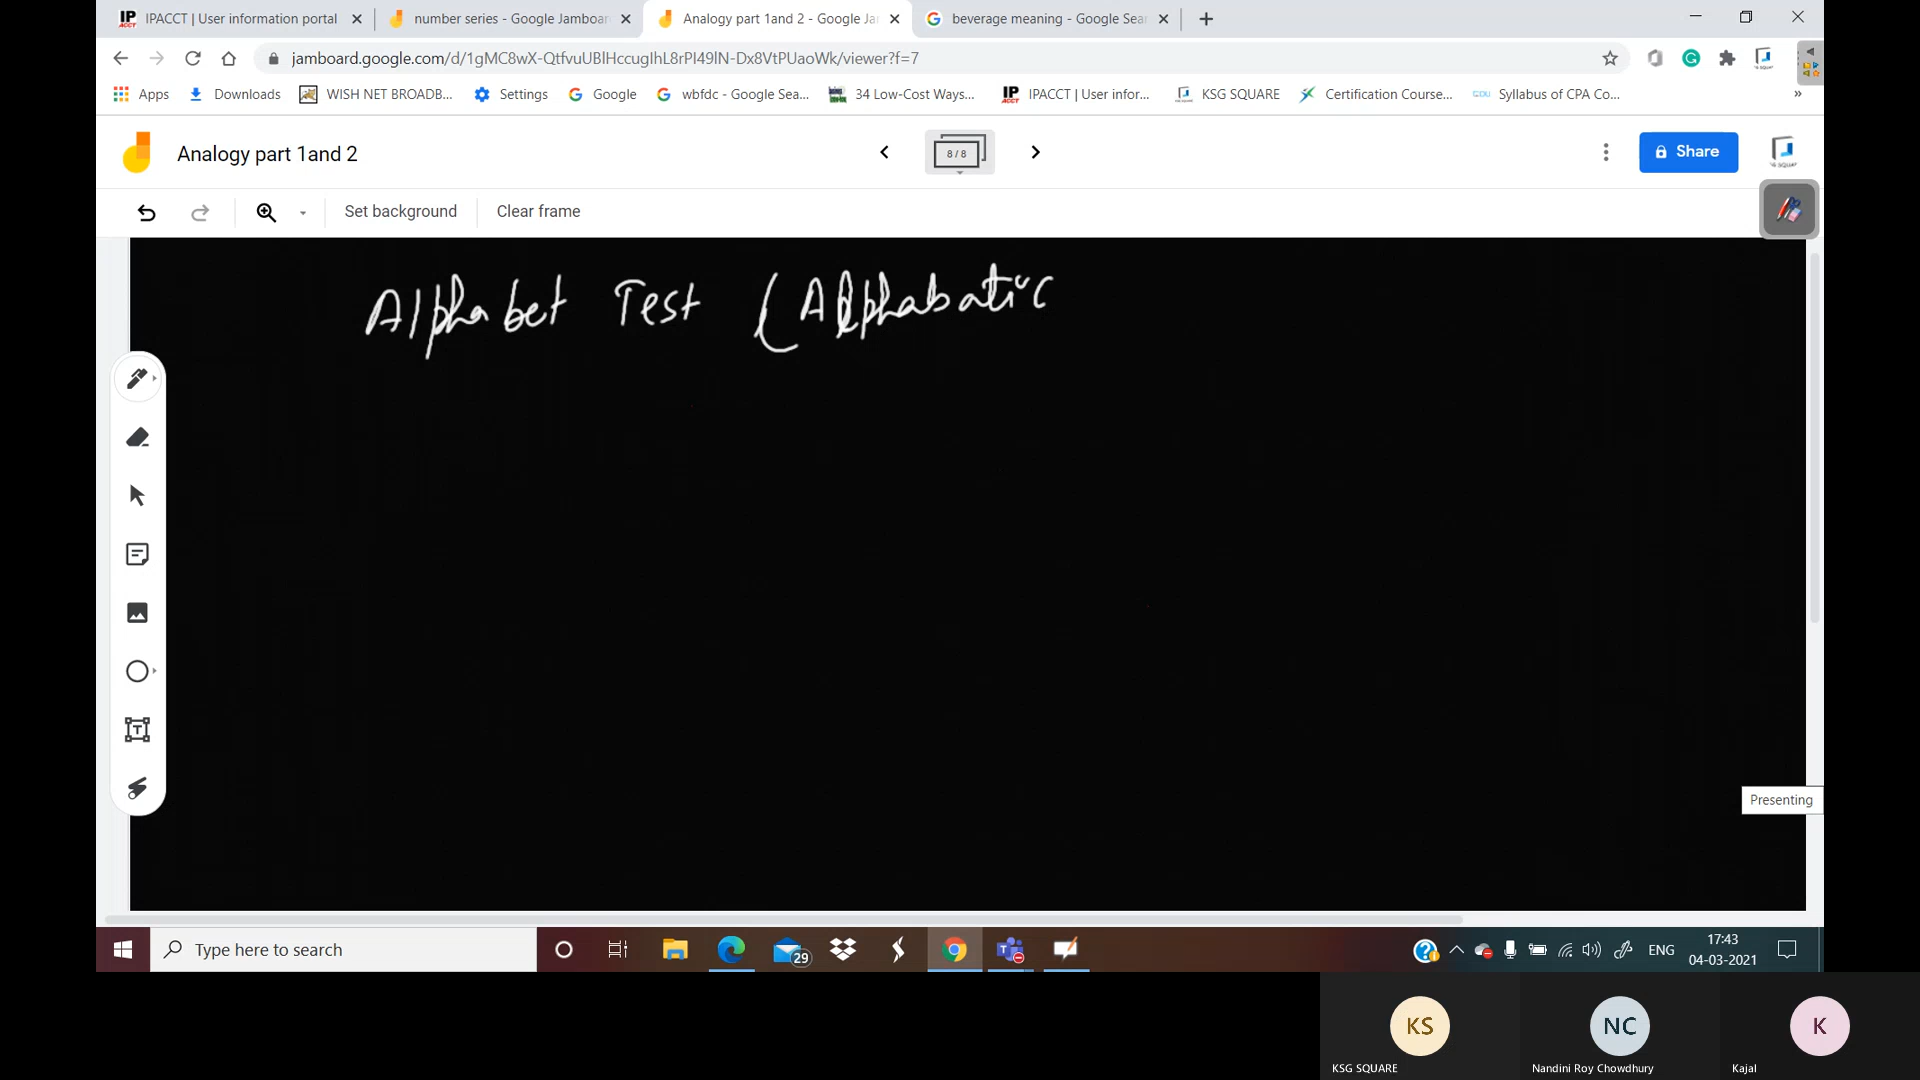 IPACCT | User information portal
number series - Google Jamboar
Analogy part 1and 2 - Google Ja
beverage meaning - Google Sea
jamboard.google.com/d/1gMC8wX-QtfvuUBlHccugIhL8rPI49lN-Dx8VtPUaoWk/viewer?f=7
Apps Downloads WISH NET BROADB... Settings Google wbfdc - Google Sea... 34 Low-Cost Ways... IPACCT | User infor... KSG SQUARE Certification Course... Syllabus of CPA Co... »
Analogy part 1and 2
8 / 8
Share
Set background Clear frame
Alphabet Test ( Alphabatic
Presenting
Type here to search
29
ENG
17:43
04-03-2021
KS NC K
KSG SQUARE Nandini Roy Chowdhury Kajal